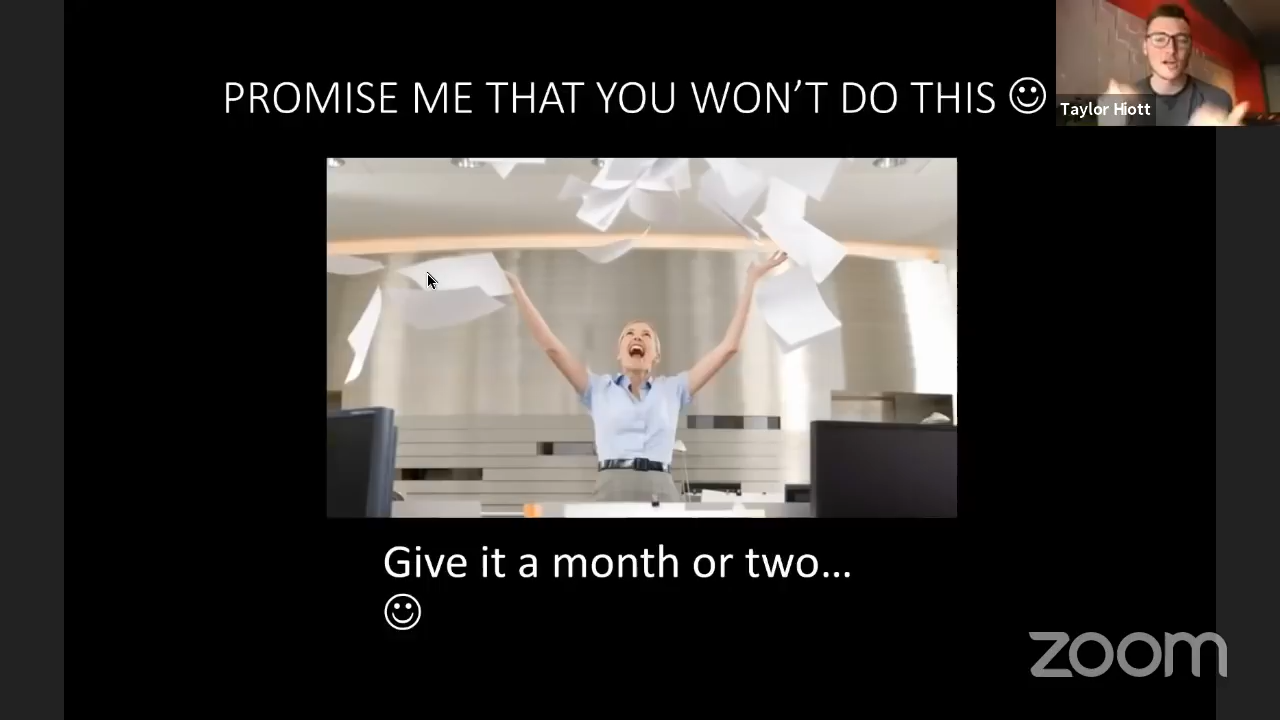 PROMISE ME THAT YOU WON'T DO THIS ☺
Taylor Hiott
Give it a month or two...
☺
zoom